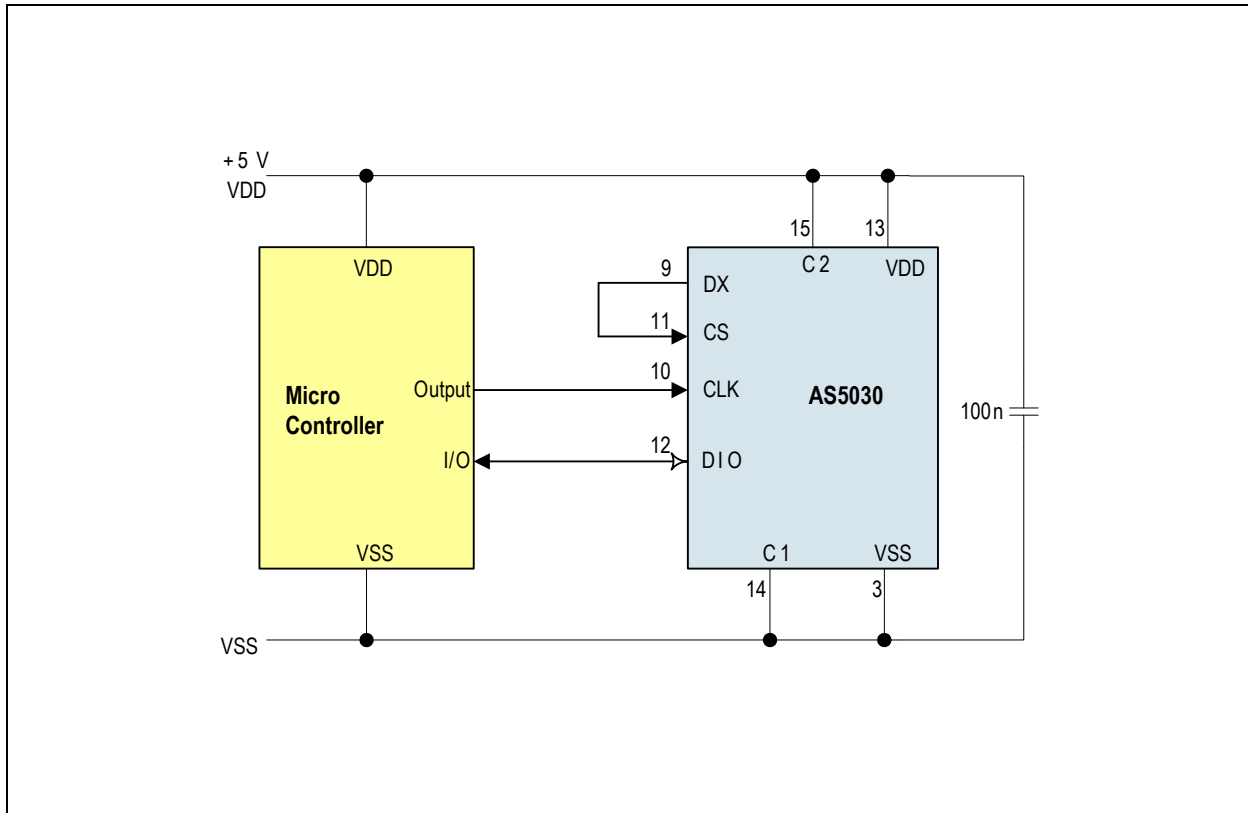 +5 V
VDD
15
13
VDD
C2
VDD
9
DX
11
CS
10
Output
CLK
Micro
Controller
AS5030
100n
12
I/O
DIO
VSS
C1
VSS
14
3
VSS